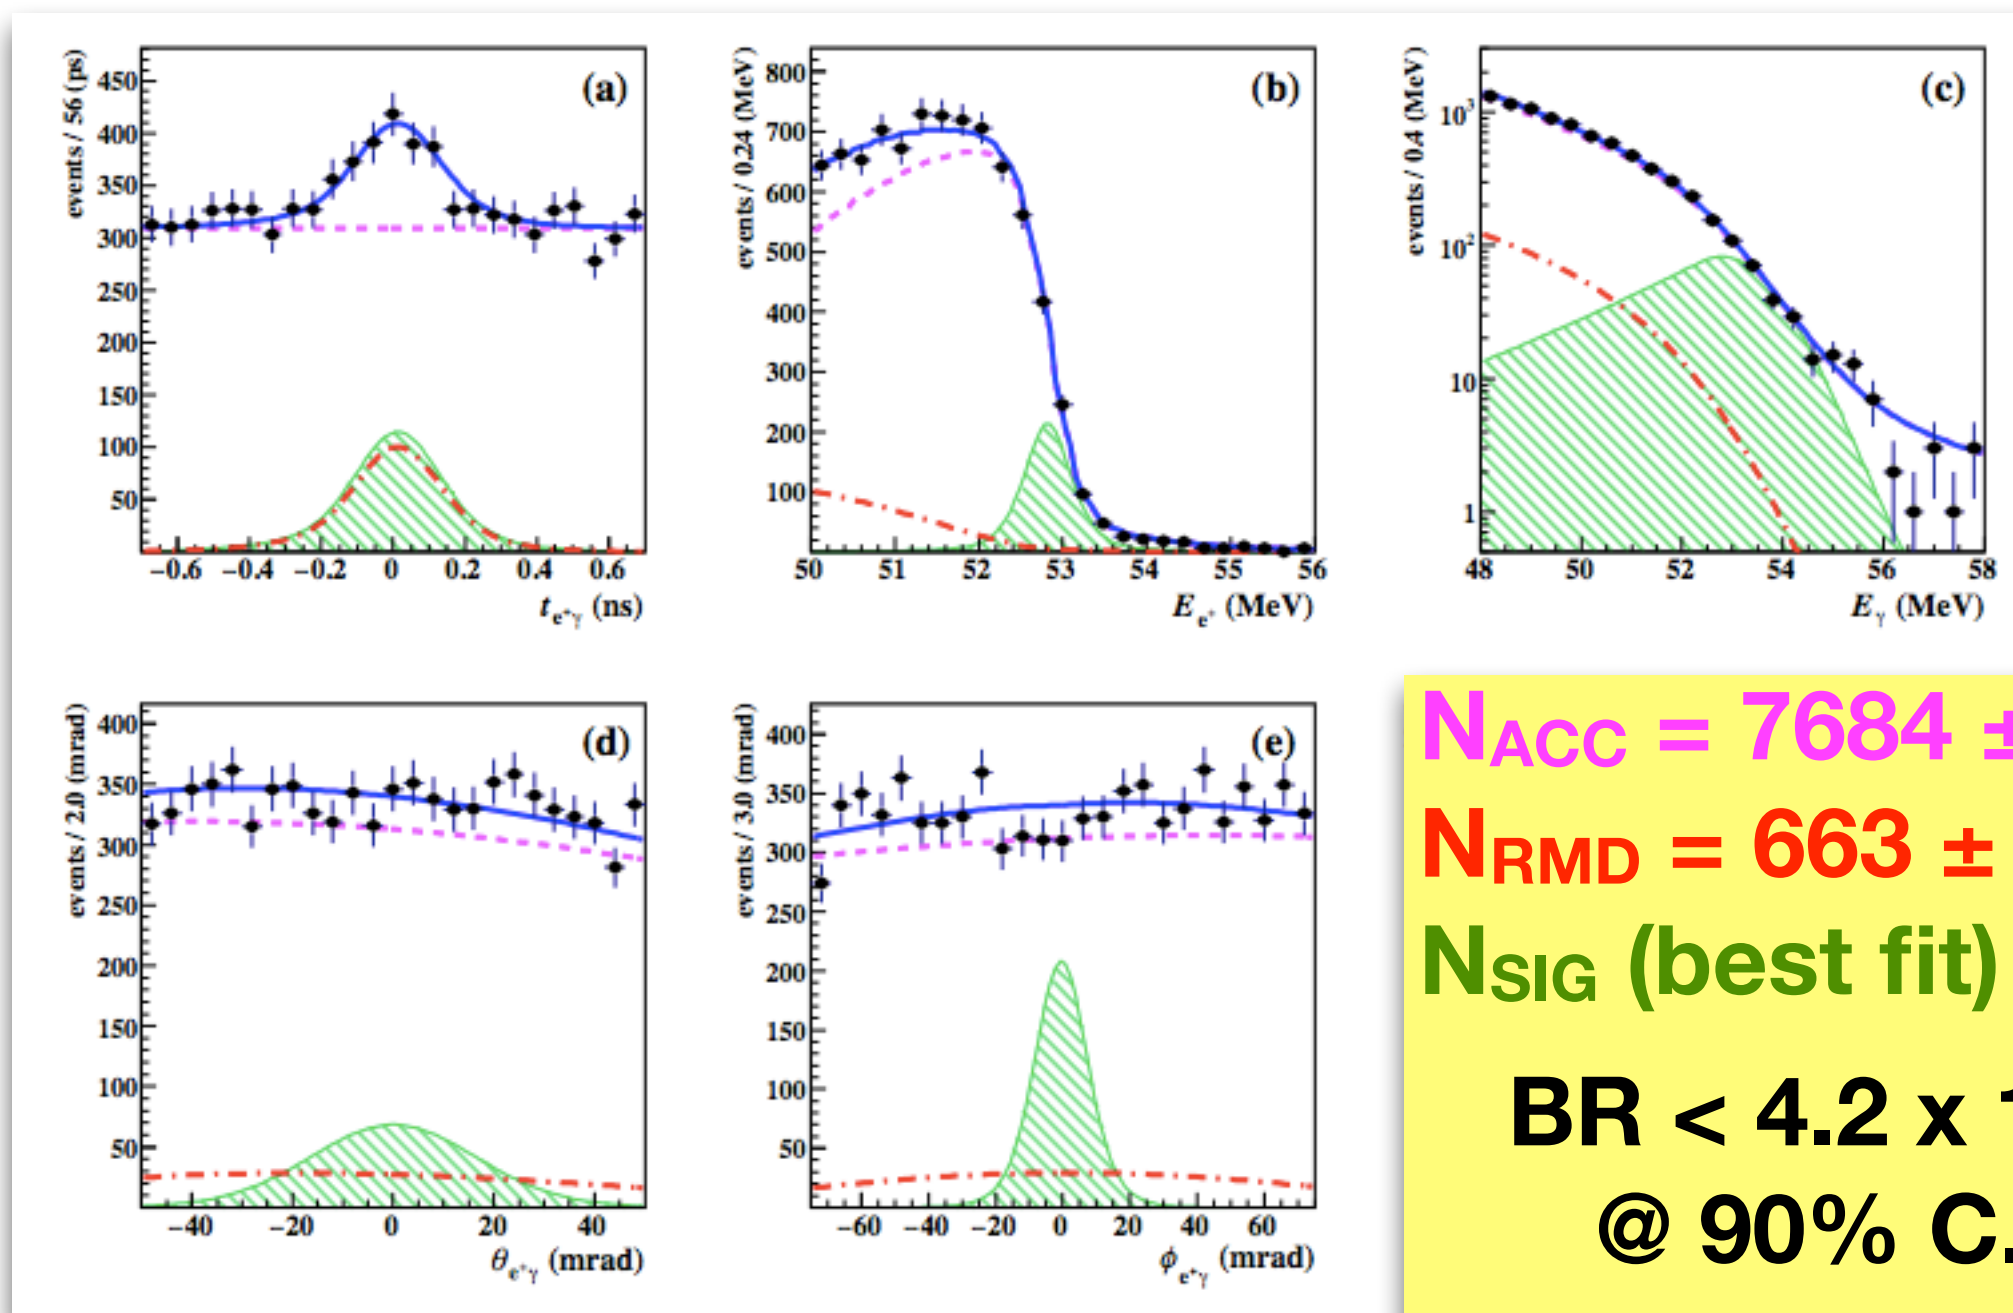 (a)
events / 56 (ps)
450
400
350
300
250
200
150
100
50
−0.6 −0.4 −0.2 0 0.2 0.4 0.6
t e⁺γ (ns)
(b)
events / 0.24 (MeV)
800
700
600
500
400
300
200
100
50 51 52 53 54 55 56
E e⁺ (MeV)
(c)
events / 0.4 (MeV)
10³
10²
10
1
48 50 52 54 56 58
E γ (MeV)
(d)
events / 2.0 (mrad)
400
350
300
250
200
150
100
50
−40 −20 0 20 40
θ e⁺γ (mrad)
(e)
events / 3.0 (mrad)
400
350
300
250
200
150
100
50
−60 −40 −20 0 20 40 60
ϕ e⁺γ (mrad)
NACC = 7684 ±
NRMD = 663 ±
NSIG (best fit)
BR < 4.2 x 1
@ 90% C.